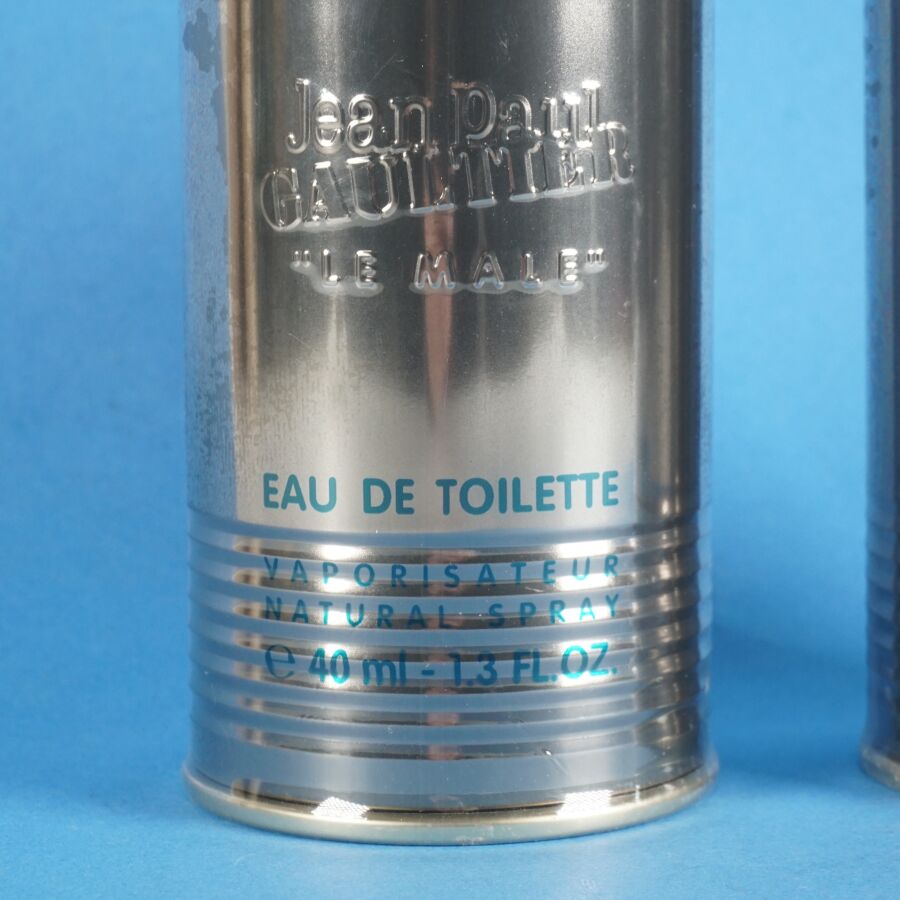 Jean Paul
GAULTIER
"LE MALE"
EAU DE TOILETTE
VAPORISATEUR
NATURAL SPRAY
℮ 40 ml - 1.3 FL.OZ.